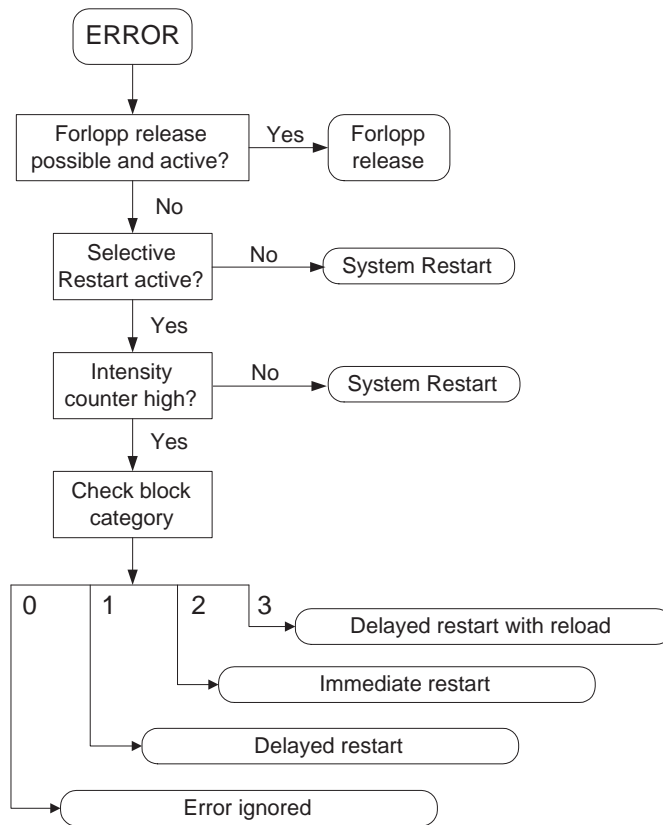 ERROR
Forlopp release
possible and active?
Yes
Forlopp
release
No
Selective
Restart active?
No
System Restart
Yes
Intensity
counter high?
No
System Restart
Yes
Check block
category
0
1
2
3
Delayed restart with reload
Immediate restart
Delayed restart
Error ignored